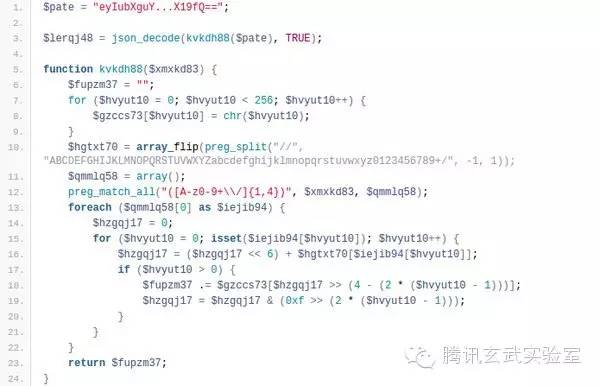 1. $pate = "eyIubXguY...X19fQ==";
2.
3. $lerqj48 = json_decode(kvkdh88($pate), TRUE);
4.
5. function kvkdh88($xmxkd83) {
6. $fupzm37 = "";
7. for ($hvyut10 = 0; $hvyut10 < 256; $hvyut10++) {
8. $gzccs73[$hvyut10] = chr($hvyut10);
9. }
10. $hgtxt70 = array_flip(preg_split("//",
"ABCDEFGHIJKLMNOPQRSTUVWXYZabcdefghijklmnopqrstuvwxyz0123456789+/", -1, 1));
11. $qmmlq58 = array();
12. preg_match_all("([A-z0-9+\\/]{1,4})", $xmxkd83, $qmmlq58);
13. foreach ($qmmlq58[0] as $iejib94) {
14. $hzgqj17 = 0;
15. for ($hvyut10 = 0; isset($iejib94[$hvyut10]); $hvyut10++) {
16. $hzgqj17 = ($hzgqj17 << 6) + $hgtxt70[$iejib94[$hvyut10]];
17. if ($hvyut10 > 0) {
18. $fupzm37 .= $gzccs73[$hzgqj17 >> (4 - (2 * ($hvyut10 - 1)))];
19. $hzgqj17 = $hzgqj17 & (0xf >> (2 * ($hvyut10 - 1)));
20. }
21. }
22. }
23. return $fupzm37;
24. }
腾讯玄武实验室